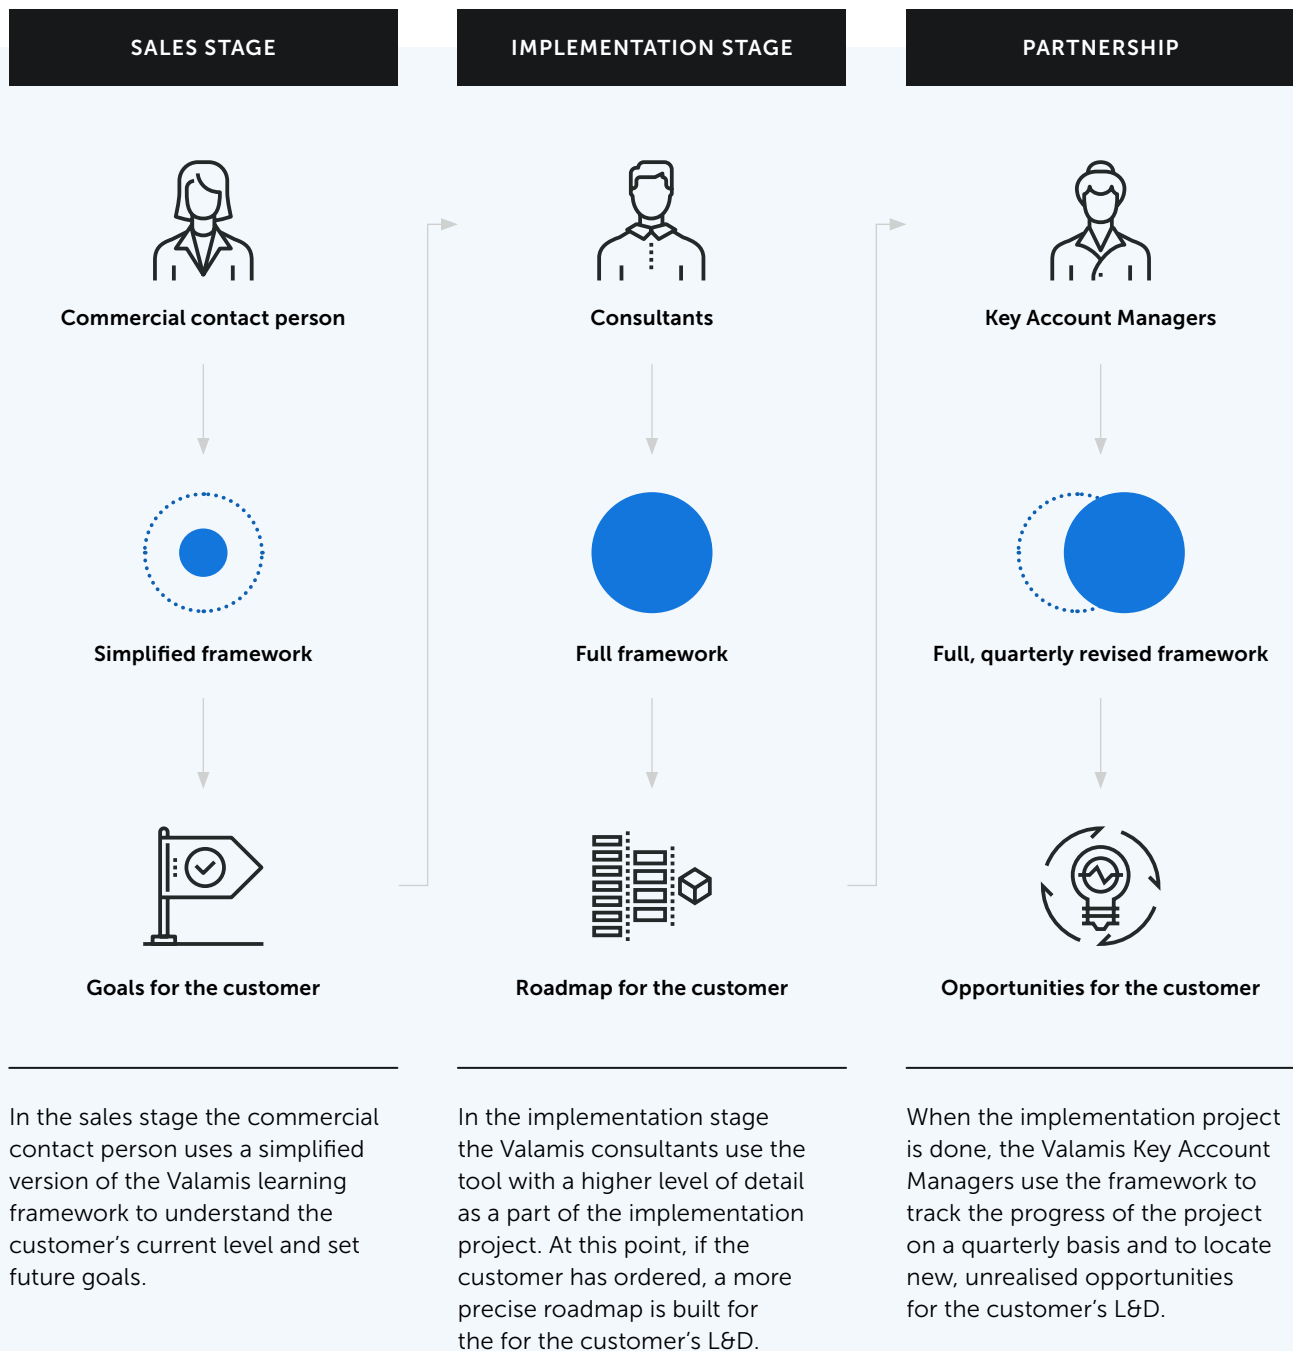 SALES STAGE
IMPLEMENTATION STAGE
PARTNERSHIP
Commercial contact person
Consultants
Key Account Managers
Simplified framework
Full framework
Full, quarterly revised framework
Goals for the customer
Roadmap for the customer
Opportunities for the customer
In the sales stage the commercial
contact person uses a simplified
version of the Valamis learning
framework to understand the
customer’s current level and set
future goals.
In the implementation stage
the Valamis consultants use the
tool with a higher level of detail
as a part of the implementation
project. At this point, if the
customer has ordered, a more
precise roadmap is built for
the for the customer’s L&D.
When the implementation project
is done, the Valamis Key Account
Managers use the framework to
track the progress of the project
on a quarterly basis and to locate
new, unrealised opportunities
for the customer’s L&D.